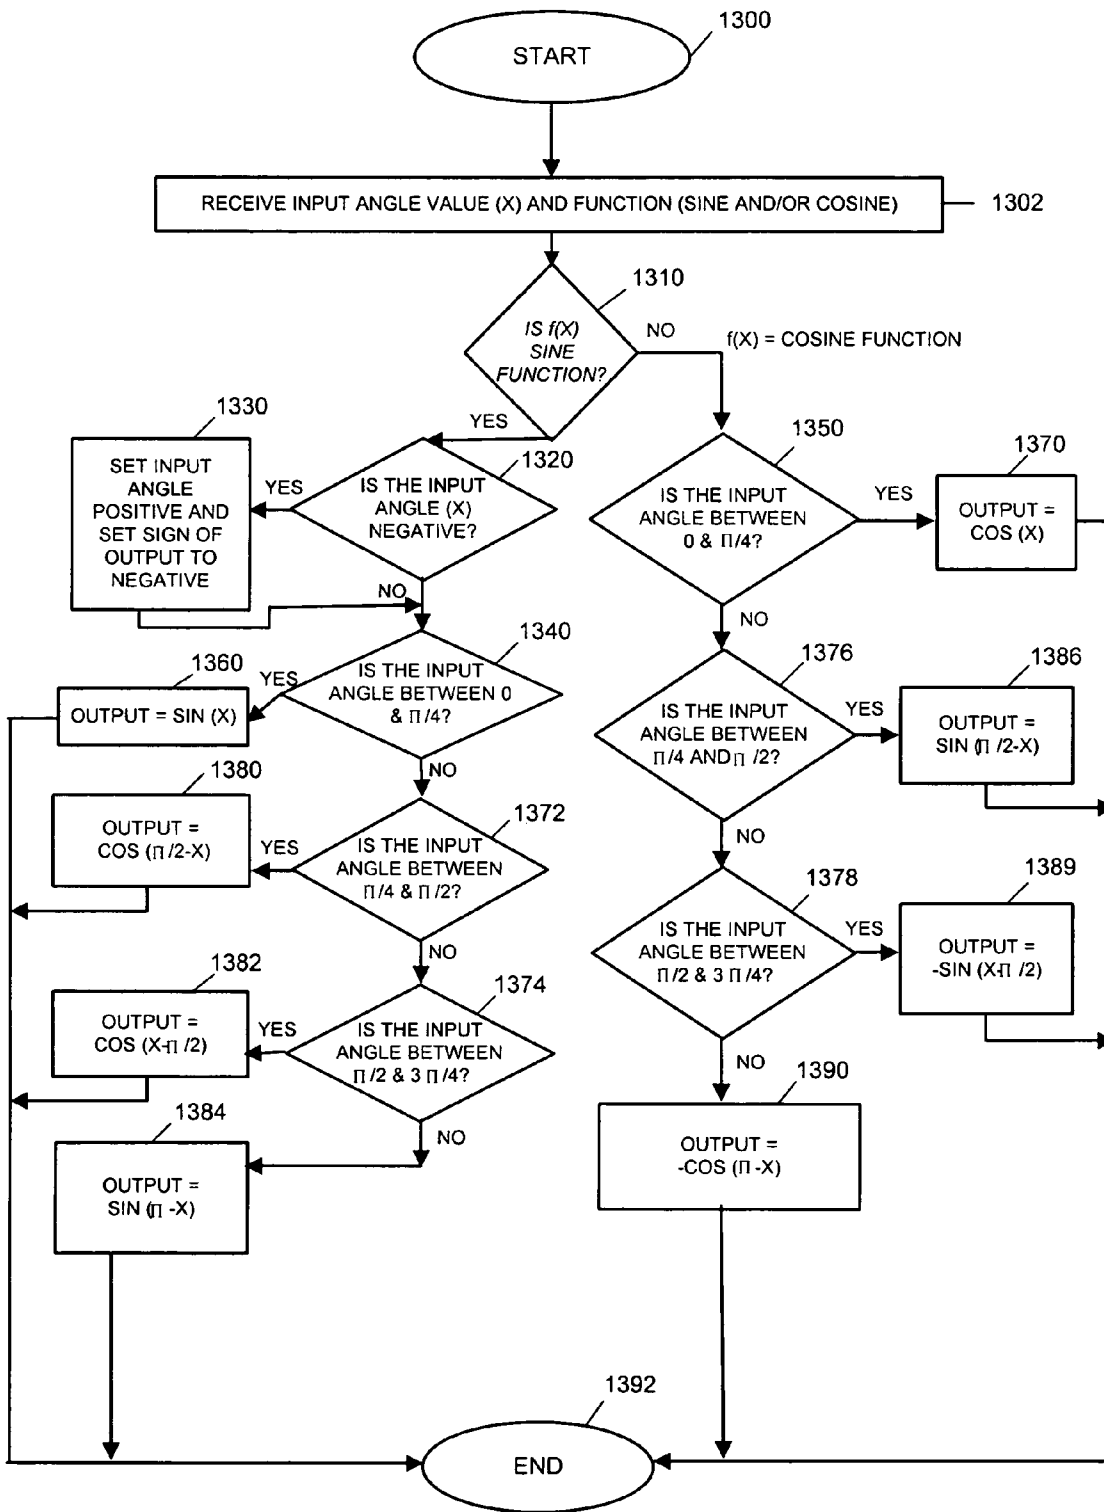 1300
START
RECEIVE INPUT ANGLE VALUE (X) AND FUNCTION (SINE AND/OR COSINE)
1302
1310
IS f(X)
SINE
FUNCTION?
NO
f(X) = COSINE FUNCTION
YES
1330
SET INPUT
ANGLE
POSITIVE AND
SET SIGN OF
OUTPUT TO
NEGATIVE
YES
1320
IS THE INPUT
ANGLE (X)
NEGATIVE?
NO
1350
IS THE INPUT
ANGLE BETWEEN
0 & Π/4?
YES
1370
OUTPUT =
COS (X)
NO
1340
IS THE INPUT
ANGLE BETWEEN 0
& Π/4?
YES
1360
OUTPUT = SIN (X)
NO
1376
IS THE INPUT
ANGLE BETWEEN
Π/4 AND Π /2?
YES
1386
OUTPUT =
SIN (Π /2-X)
NO
1380
OUTPUT =
COS (Π/2-X)
YES
1372
IS THE INPUT
ANGLE BETWEEN
Π/4 & Π/2?
NO
1378
IS THE INPUT
ANGLE BETWEEN
Π/2 & 3 Π/4?
YES
1389
OUTPUT =
-SIN (X-Π /2)
NO
1382
OUTPUT =
COS (X-Π /2)
YES
1374
IS THE INPUT
ANGLE BETWEEN
Π/2 & 3 Π/4?
NO
1390
OUTPUT =
-COS (Π -X)
1384
OUTPUT =
SIN (Π -X)
1392
END